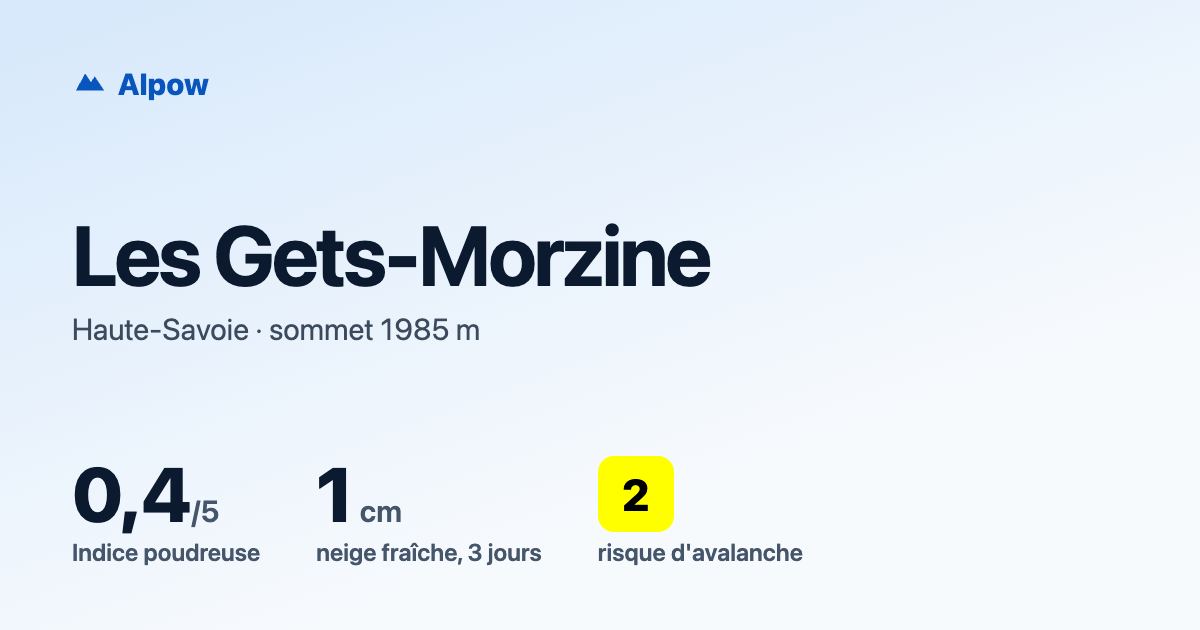 Alpow
Les Gets-Morzine
Haute-Savoie · sommet 1985 m
0,4/5
Indice poudreuse
1 cm
neige fraîche, 3 jours
2
risque d'avalanche